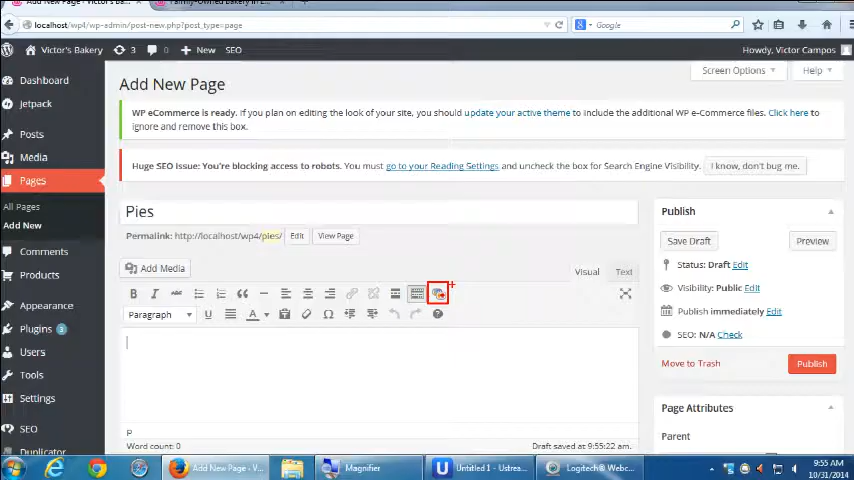 Add New Page - Victor's B...
Family-Owned Bakery in L...
localhost/wp4/wp-admin/post-new.php?post_type=page
Google
Victor's Bakery
3
0
New
SEO
Howdy, Victor Campos
Dashboard
Jetpack
Posts
Media
Pages
All Pages
Add New
Comments
Products
Appearance
Plugins 3
Users
Tools
Settings
SEO
Duplicator
Screen Options
Help
Add New Page
WP eCommerce is ready. If you plan on editing the look of your site, you should update your active theme to include the additional WP e-Commerce files. Click here to
ignore and remove this box.
Huge SEO Issue: You're blocking access to robots. You must go to your Reading Settings and uncheck the box for Search Engine Visibility. I know, don't bug me.
Pies
Permalink: http://localhost/wp4/pies/ Edit View Page
Add Media
Visual Text
B I ABC
Paragraph U A
P
Word count: 0
Draft saved at 9:55:22 am.
Publish
Save Draft
Preview
Status: Draft Edit
Visibility: Public Edit
Publish immediately Edit
SEO: N/A Check
Move to Trash
Publish
Page Attributes
Parent
Add New Page - V...
Magnifier
U Untitled 1 - Ustrea...
Logitech® Webc...
9:55 AM
10/31/2014